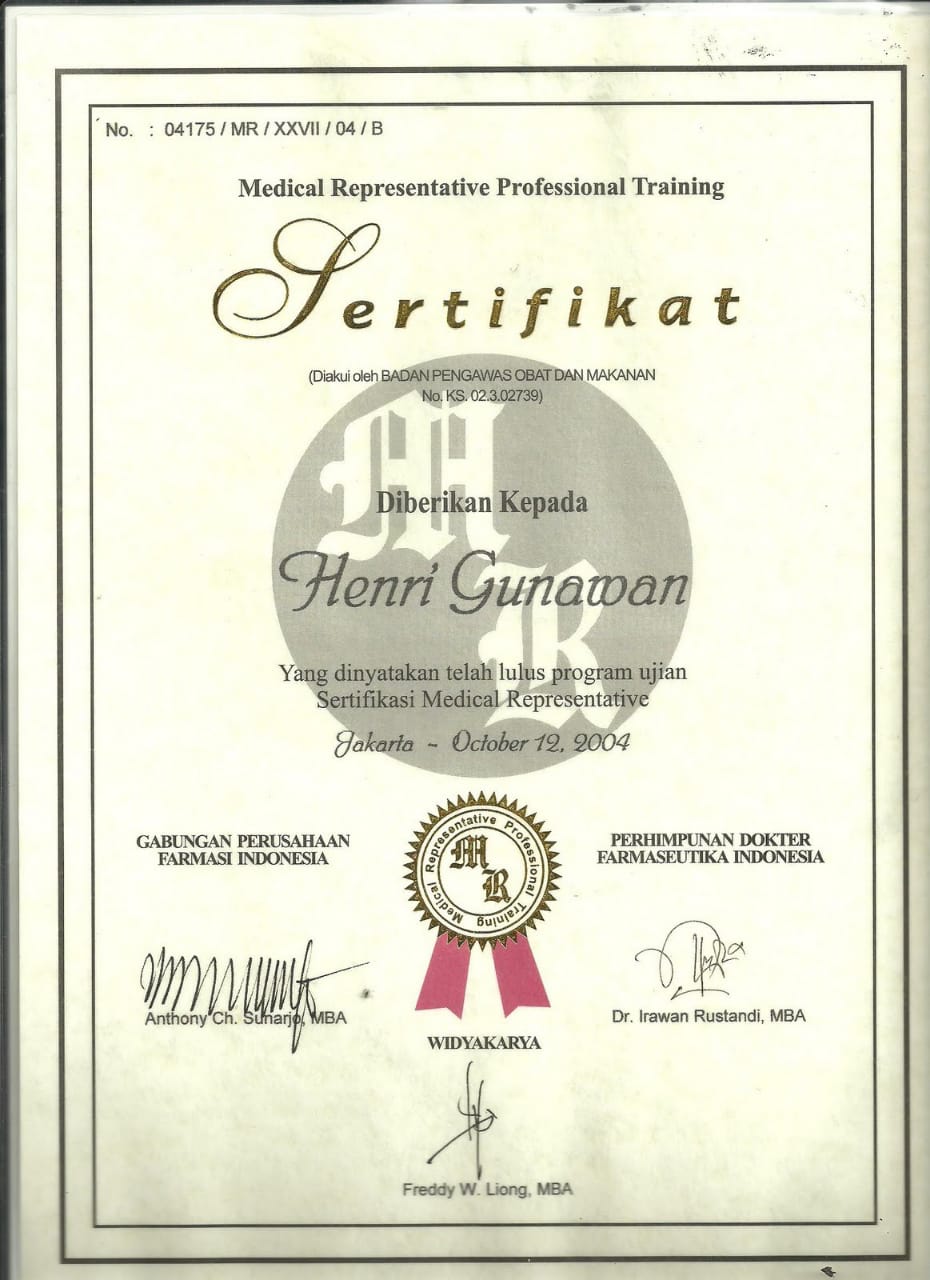 No. : 04175 / MR / XXVII / 04 / B
Medical Representative Professional Training
Sertifikat
(Diakui oleh BADAN PENGAWAS OBAT DAN MAKANAN
No. KS. 02.3.02739)
MR
Diberikan Kepada
Henri Gunawan
Yang dinyatakan telah lulus program ujian
Sertifikasi Medical Representative
Jakarta - October 12, 2004
GABUNGAN PERUSAHAAN
FARMASI INDONESIA
Anthony Ch. Sunarjo, MBA
Medical Representative Professional Training
MR
PERHIMPUNAN DOKTER
FARMASEUTIKA INDONESIA
Dr. Irawan Rustandi, MBA
WIDYAKARYA
Freddy W. Liong, MBA